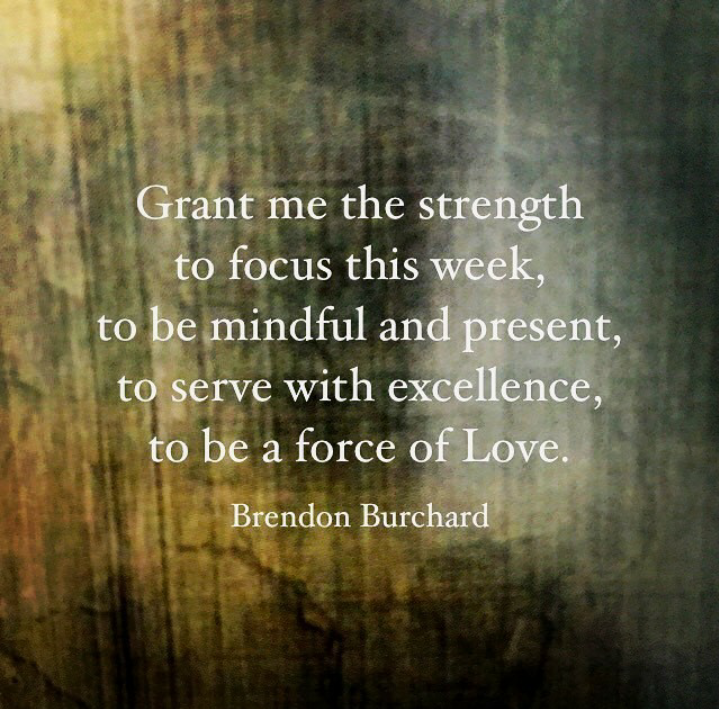 Grant me the strength
to focus this week,
to be mindful and present,
to serve with excellence,
to be a force of Love.
Brendon Burchard